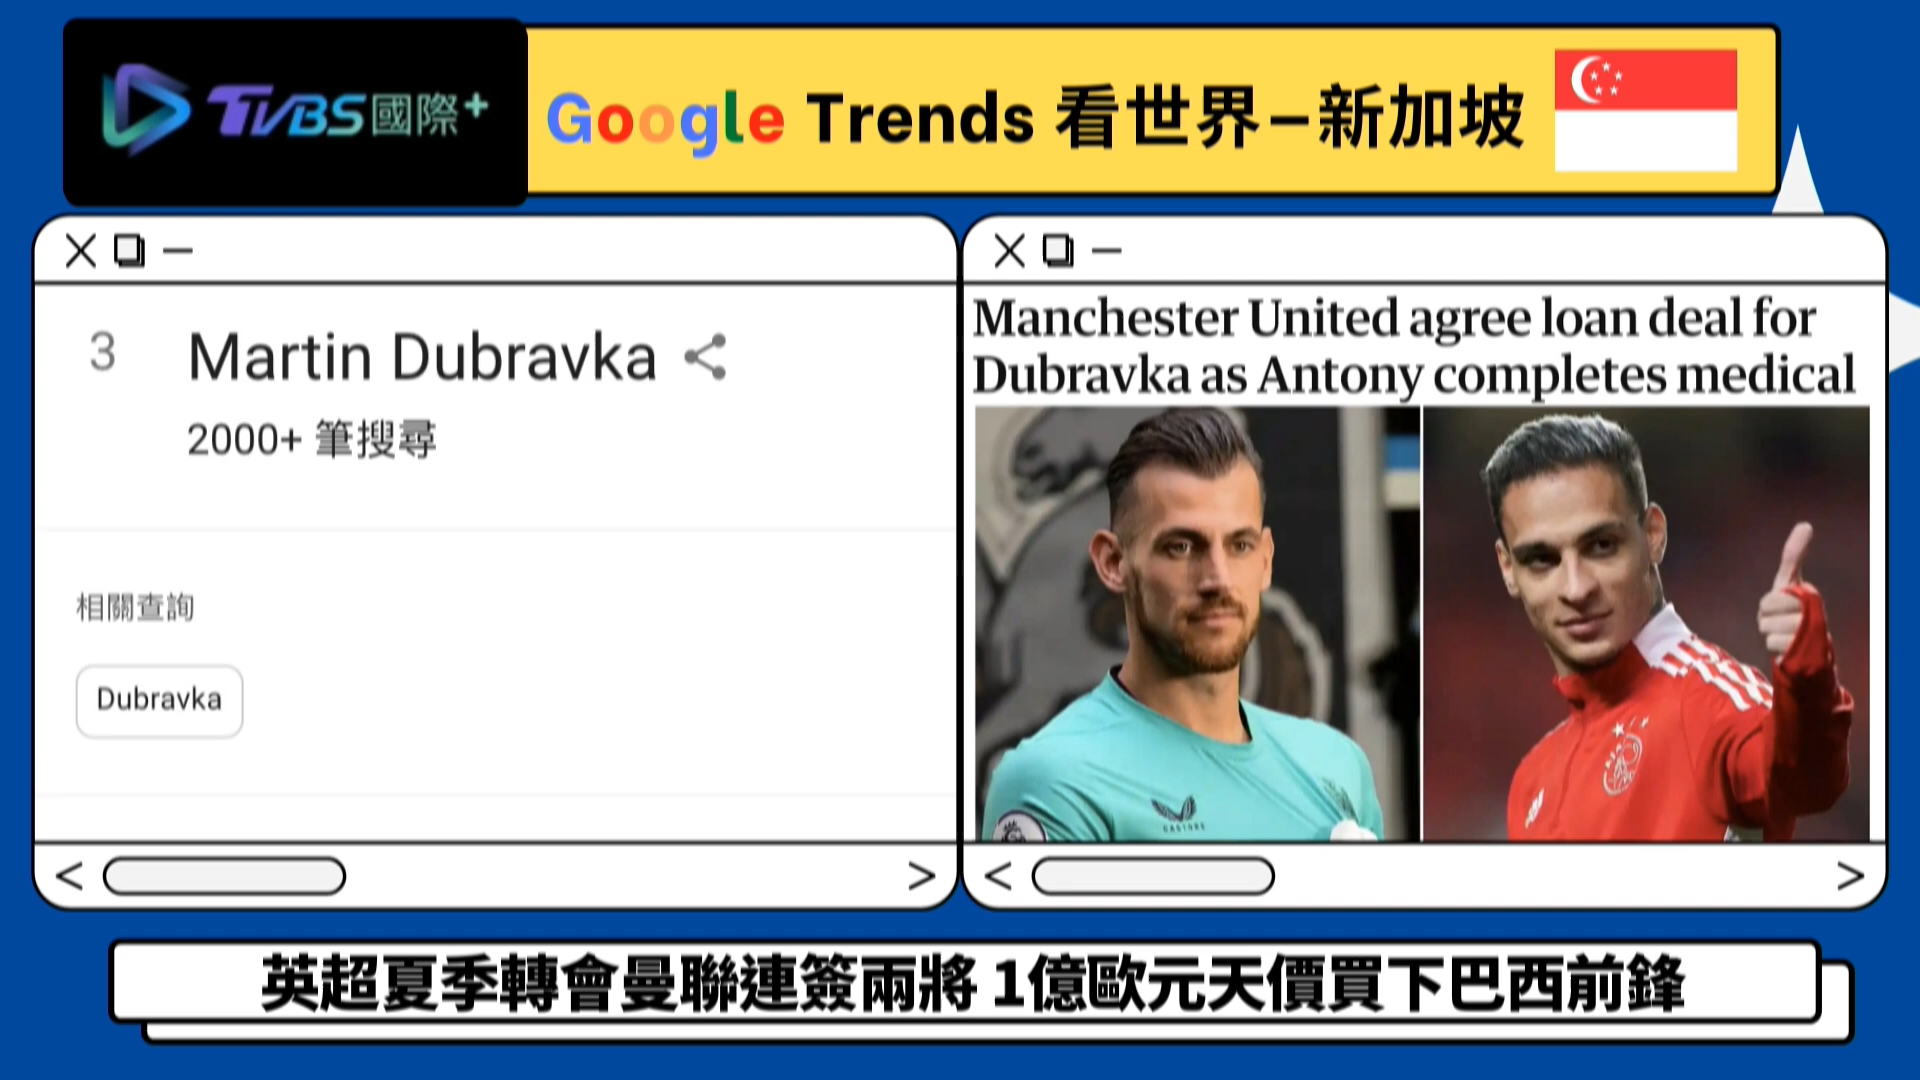 TVBS國際+
Google Trends 看世界－新加坡
3 Martin Dubravka
2000+ 筆搜尋
相關查詢
Dubravka
Manchester United agree loan deal for
Dubravka as Antony completes medical
CASTORE
英超夏季轉會曼聯連簽兩將 1億歐元天價買下巴西前鋒